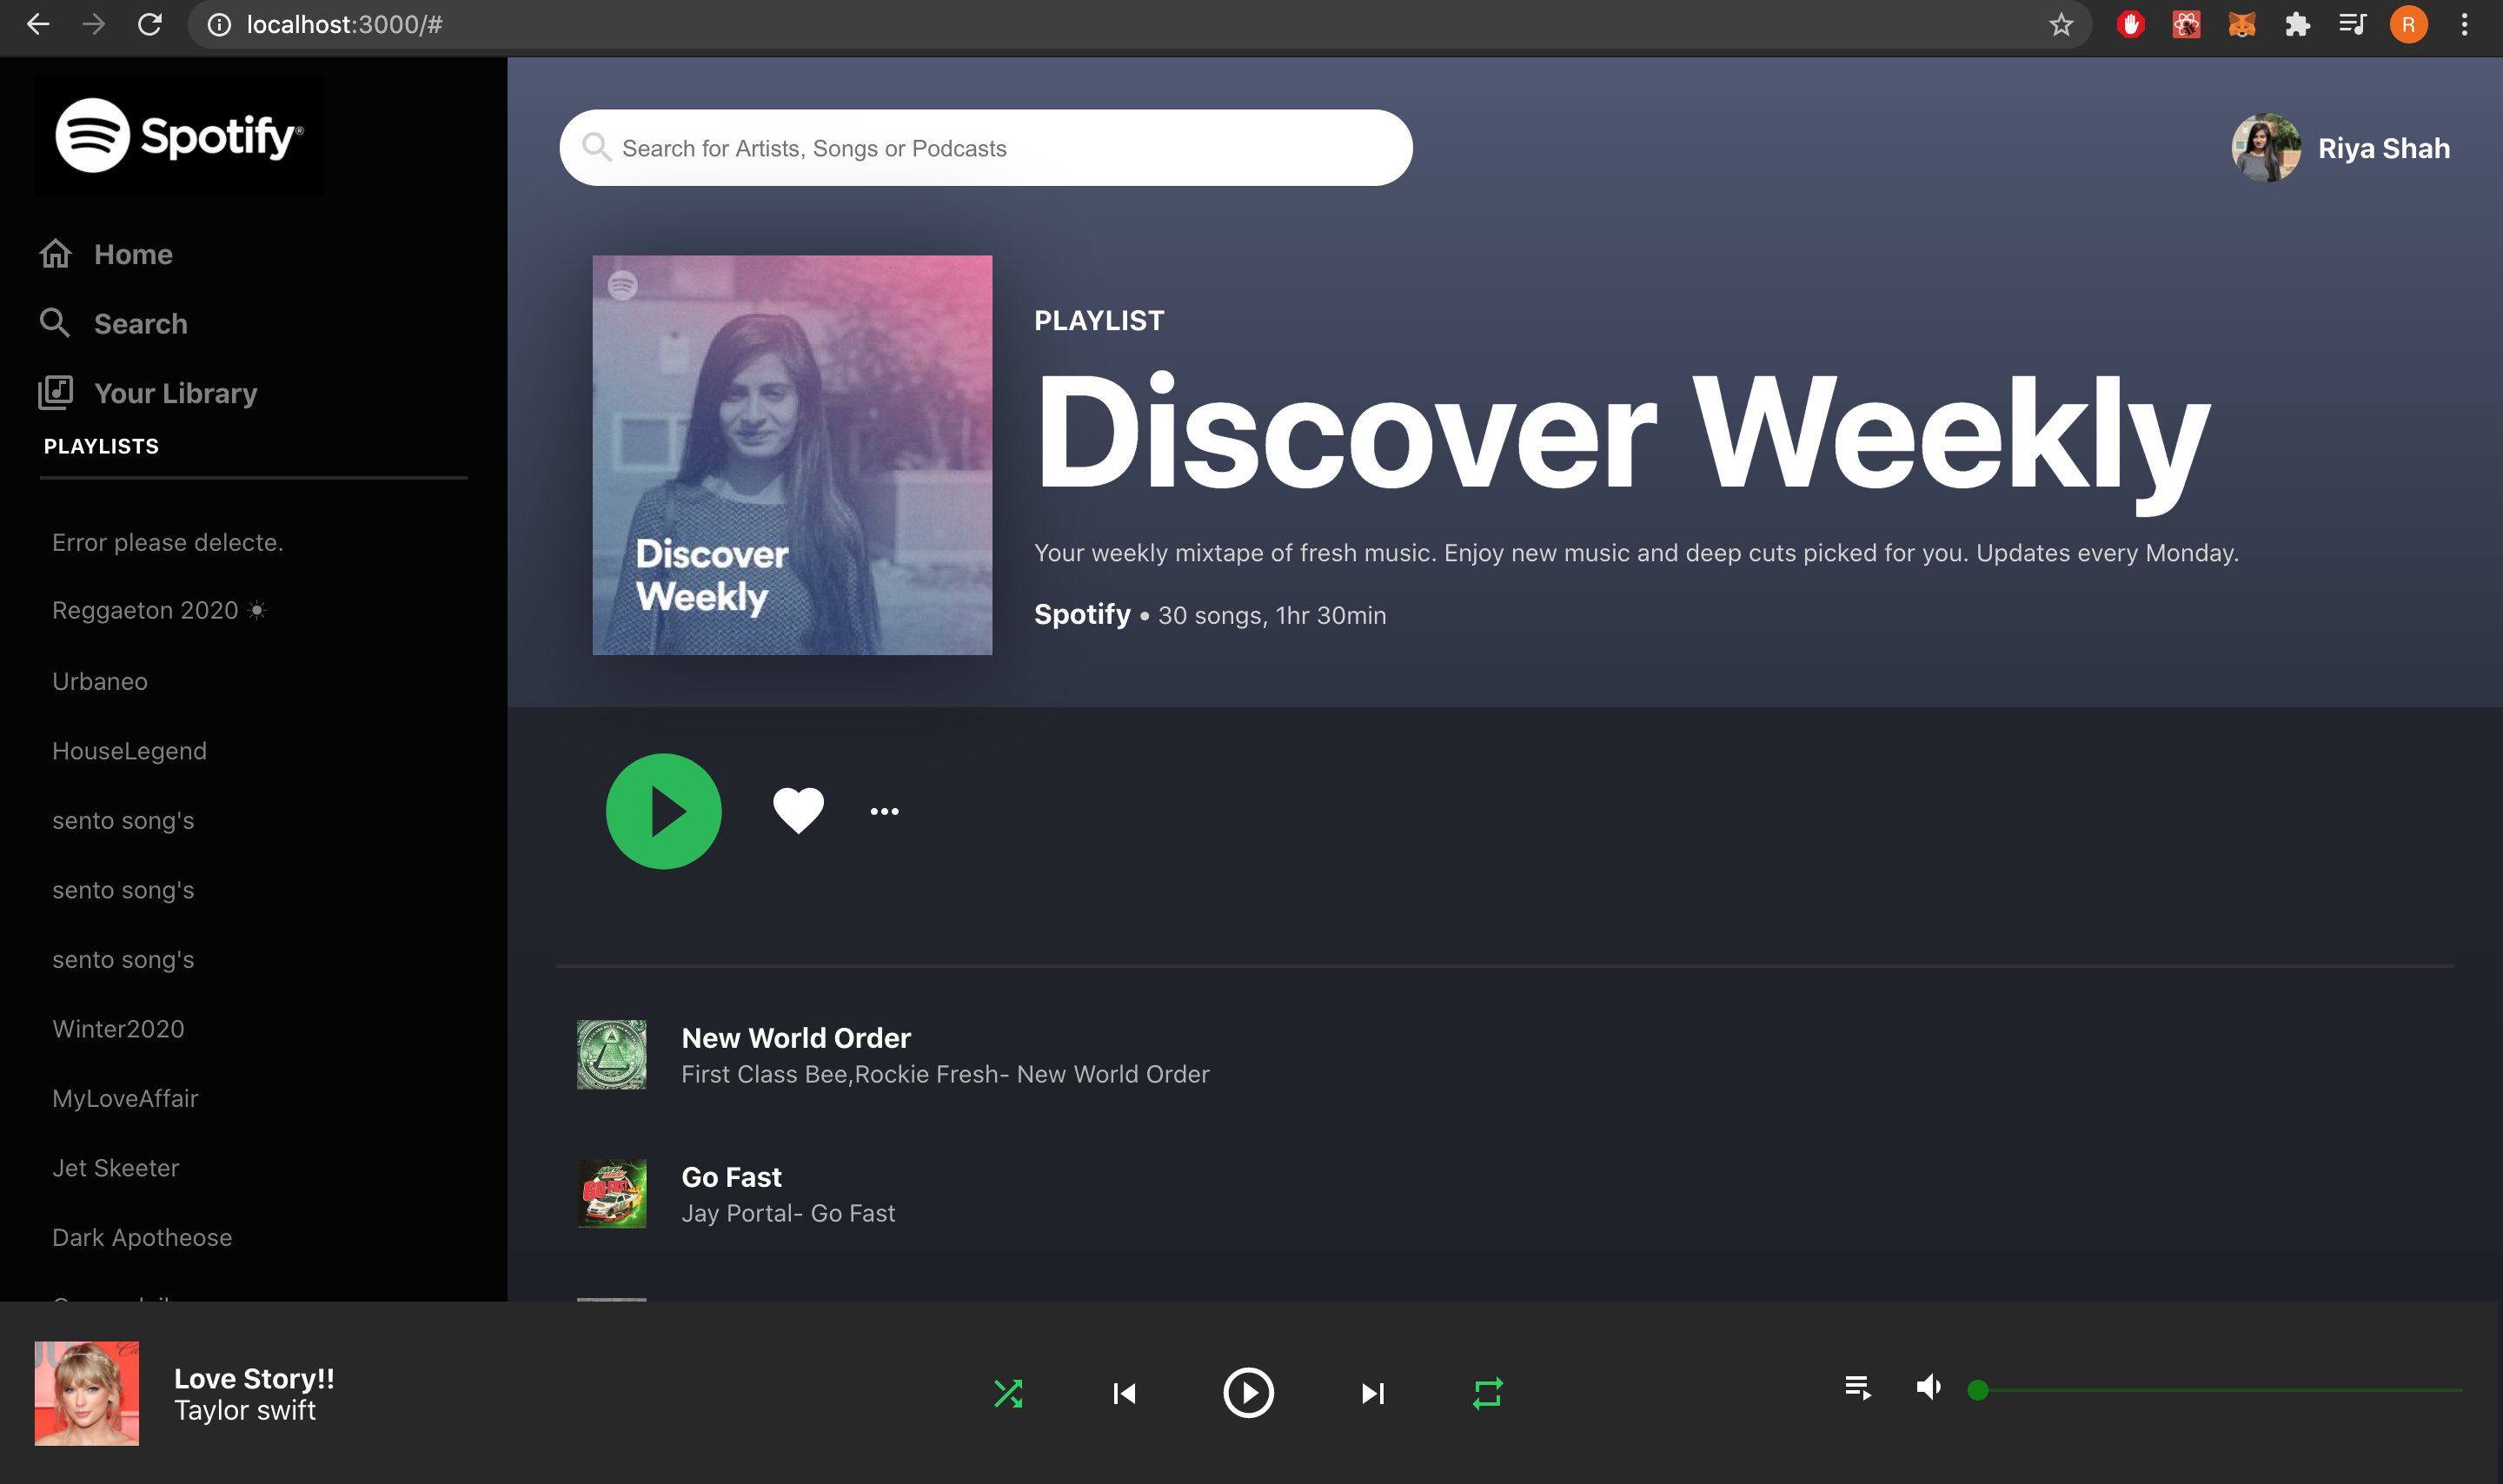 localhost:3000/#
R
Spotify®
Home
Search
Your Library
PLAYLISTS
Error please delecte.
Reggaeton 2020 ☀
Urbaneo
HouseLegend
sento song's
sento song's
sento song's
Winter2020
MyLoveAffair
Jet Skeeter
Dark Apotheose
Search for Artists, Songs or Podcasts
Riya Shah
Discover
Weekly
PLAYLIST
Discover Weekly
Your weekly mixtape of fresh music. Enjoy new music and deep cuts picked for you. Updates every Monday.
Spotify • 30 songs, 1hr 30min
New World Order
First Class Bee,Rockie Fresh- New World Order
GO FAST
Go Fast
Jay Portal- Go Fast
Love Story!!
Taylor swift